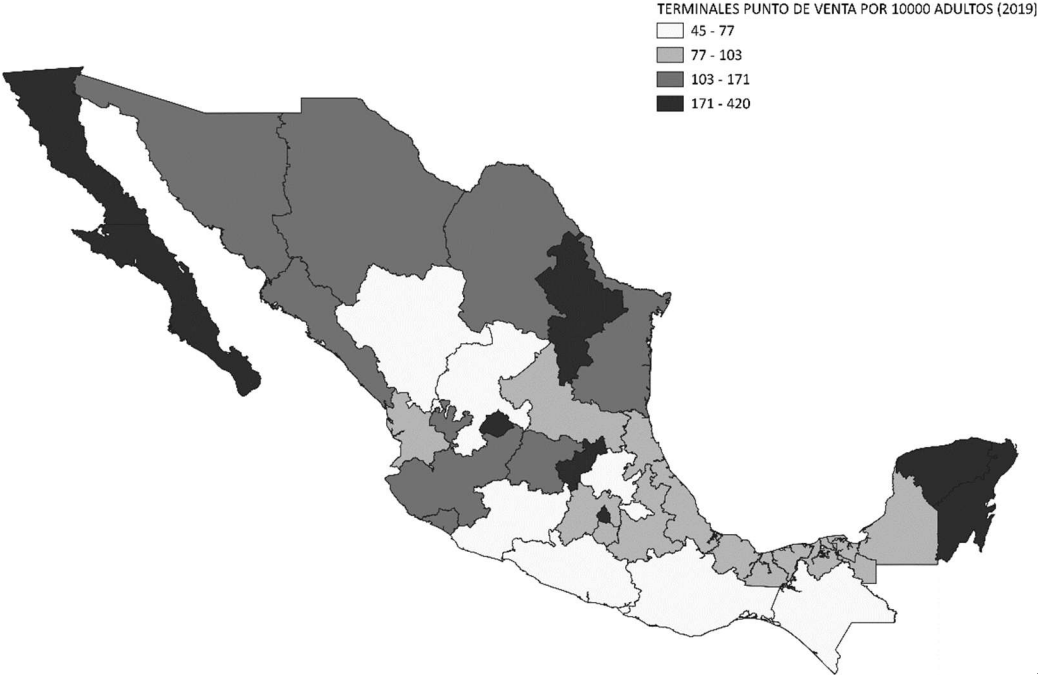 TERMINALES PUNTO DE VENTA POR 10000 ADULTOS (2019)
45 - 77
77 - 103
103 - 171
171 - 420